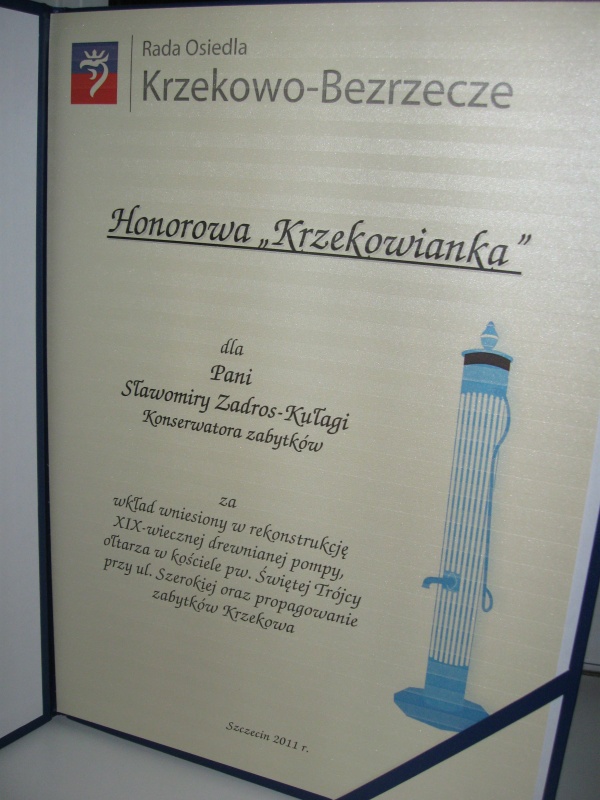 Rada Osiedla
Krzekowo-Bezrzecze
Honorowa „Krzekowianka”
dla
Pani
Sławomiry Zadros-Kułagi
Konserwatora zabytków
za
wkład wniesiony w rekonstrukcję
XIX-wiecznej drewnianej pompy,
ołtarza w kościele pw. Świętej Trójcy
przy ul. Szerokiej oraz propagowanie
zabytków Krzekowa
Szczecin 2011 r.